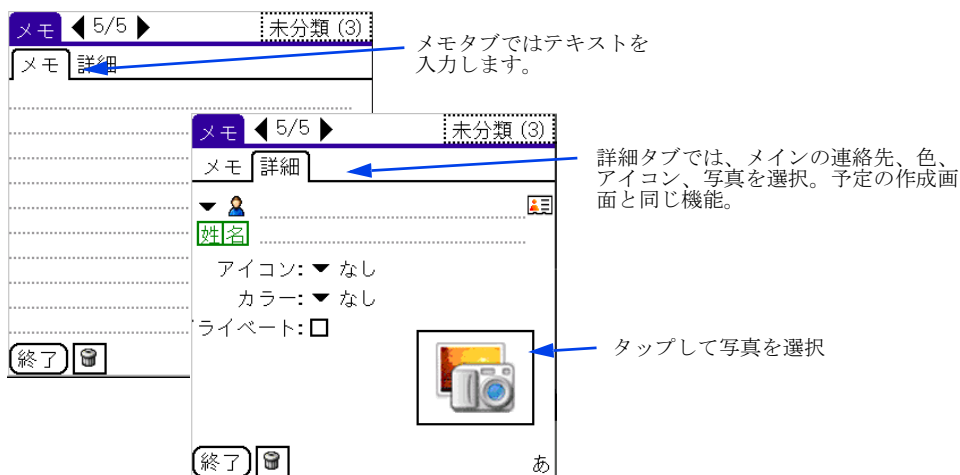 メモ 5/5 未分類 (3)
メモ 詳細
メモタブではテキストを
入力します。
メモ 5/5 未分類 (3)
メモ 詳細
詳細タブでは、メインの連絡先、色、
アイコン、写真を選択。予定の作成画
面と同じ機能。
姓名
アイコン: なし
カラー: なし
ライベート:
タップして写真を選択
終了
終了 あ